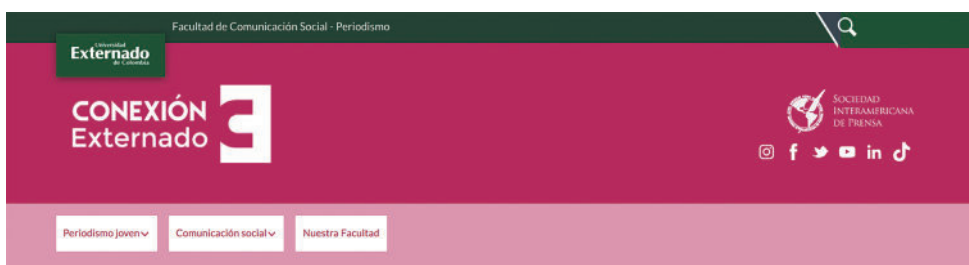 Facultad de Comunicación Social - Periodismo
Universidad
Externado
de Colombia
CONEXIÓN
Externado
SOCIEDAD
INTERAMERICANA
DE PRENSA
Periodismo joven
Comunicación social
Nuestra Facultad